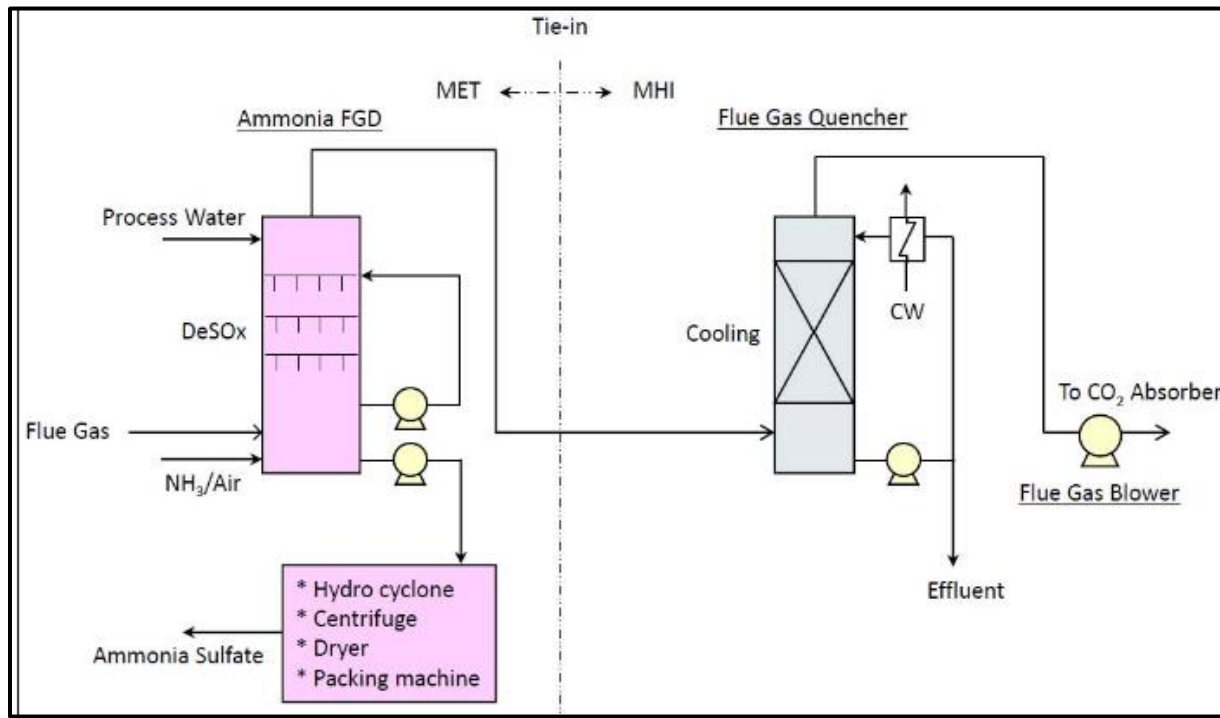 Tie-in
MET
MHI
Ammonia FGD
Flue Gas Quencher
Process Water
DeSOx
Cooling
CW
Flue Gas
NH₃/Air
To CO₂ Absorber
Flue Gas Blower
* Hydro cyclone
* Centrifuge
* Dryer
* Packing machine
Ammonia Sulfate
Effluent